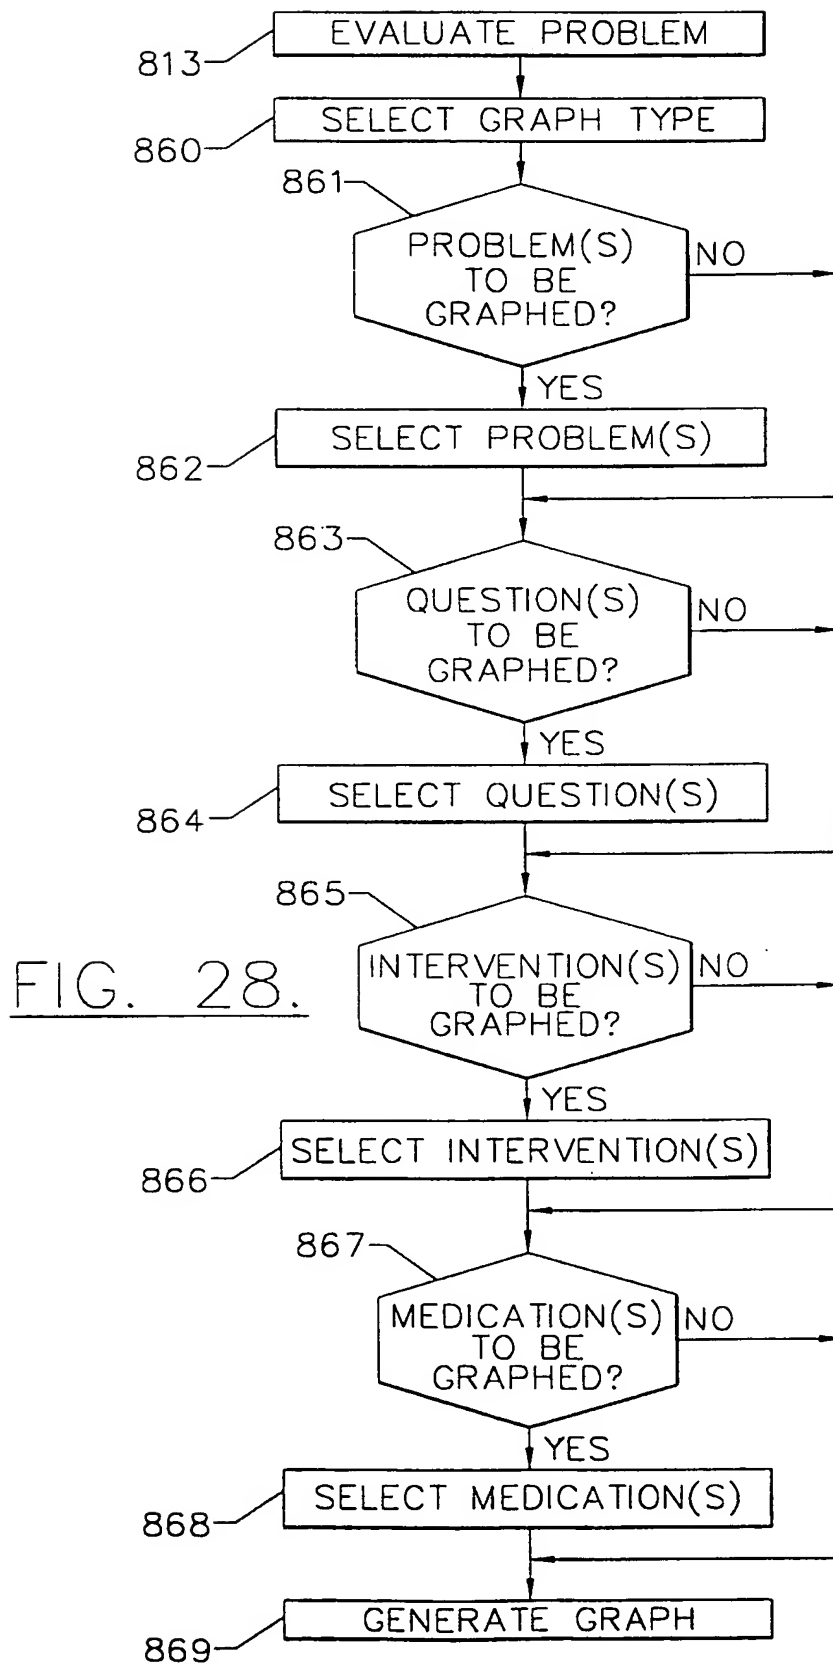 EVALUATE PROBLEM
813
SELECT GRAPH TYPE
860
861
PROBLEM(S)
TO BE
GRAPHED?
NO
YES
SELECT PROBLEM(S)
862
863
QUESTION(S)
TO BE
GRAPHED?
NO
YES
SELECT QUESTION(S)
864
865
INTERVENTION(S)
TO BE
GRAPHED?
NO
FIG. 28.
YES
SELECT INTERVENTION(S)
866
867
MEDICATION(S)
TO BE
GRAPHED?
NO
YES
SELECT MEDICATION(S)
868
GENERATE GRAPH
869